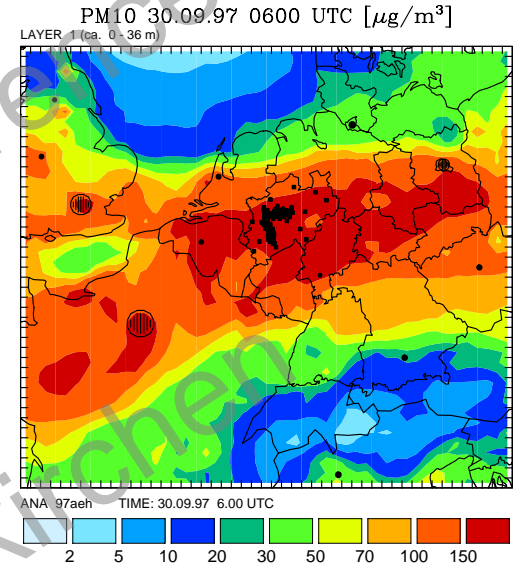 PM10 30.09.97 0600 UTC [μg/m³]
LAYER 1 (ca. 0 - 36 m)
ANA 97aeh TIME: 30.09.97 6.00 UTC
2 5 10 20 30 50 70 100 150